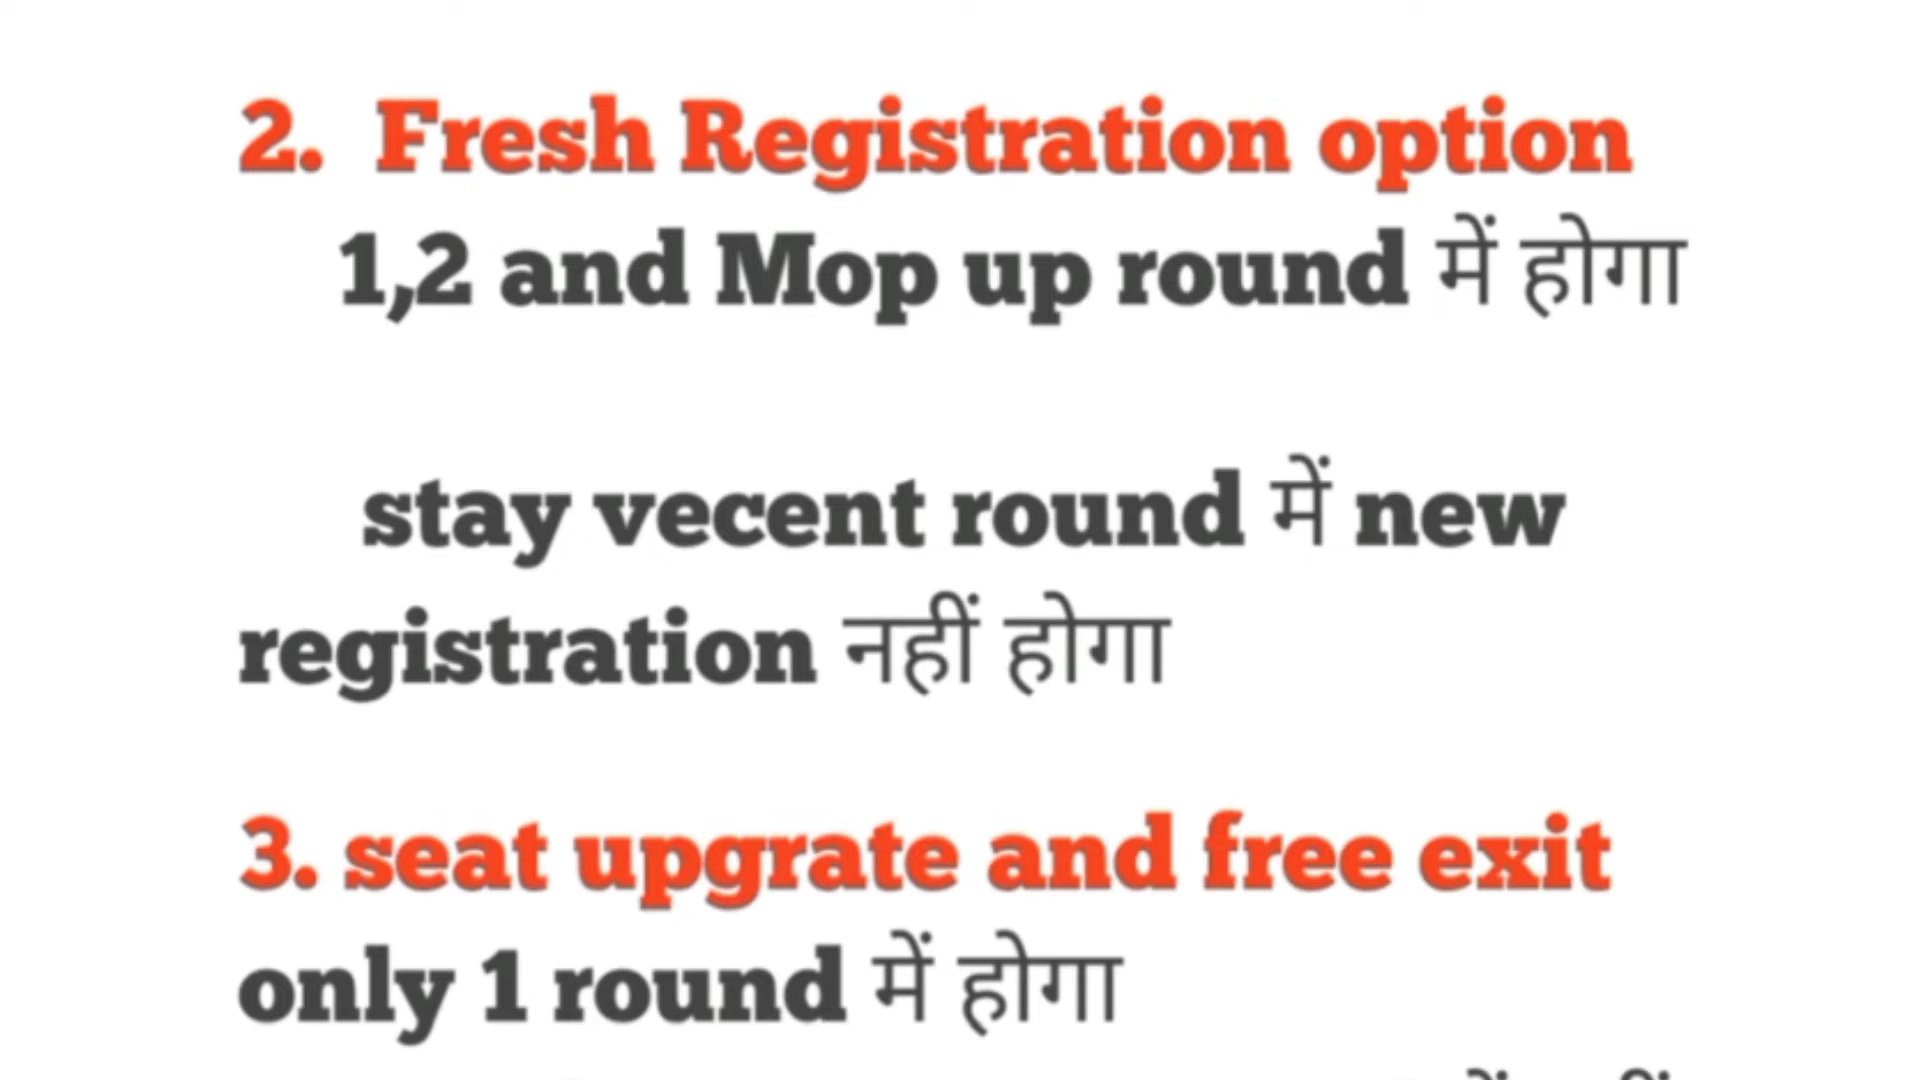 2. Fresh Registration option
1,2 and Mop up round में होगा
stay vecent round में new
registration नहीं होगा
3. seat upgrate and free exit
only 1 round में होगा